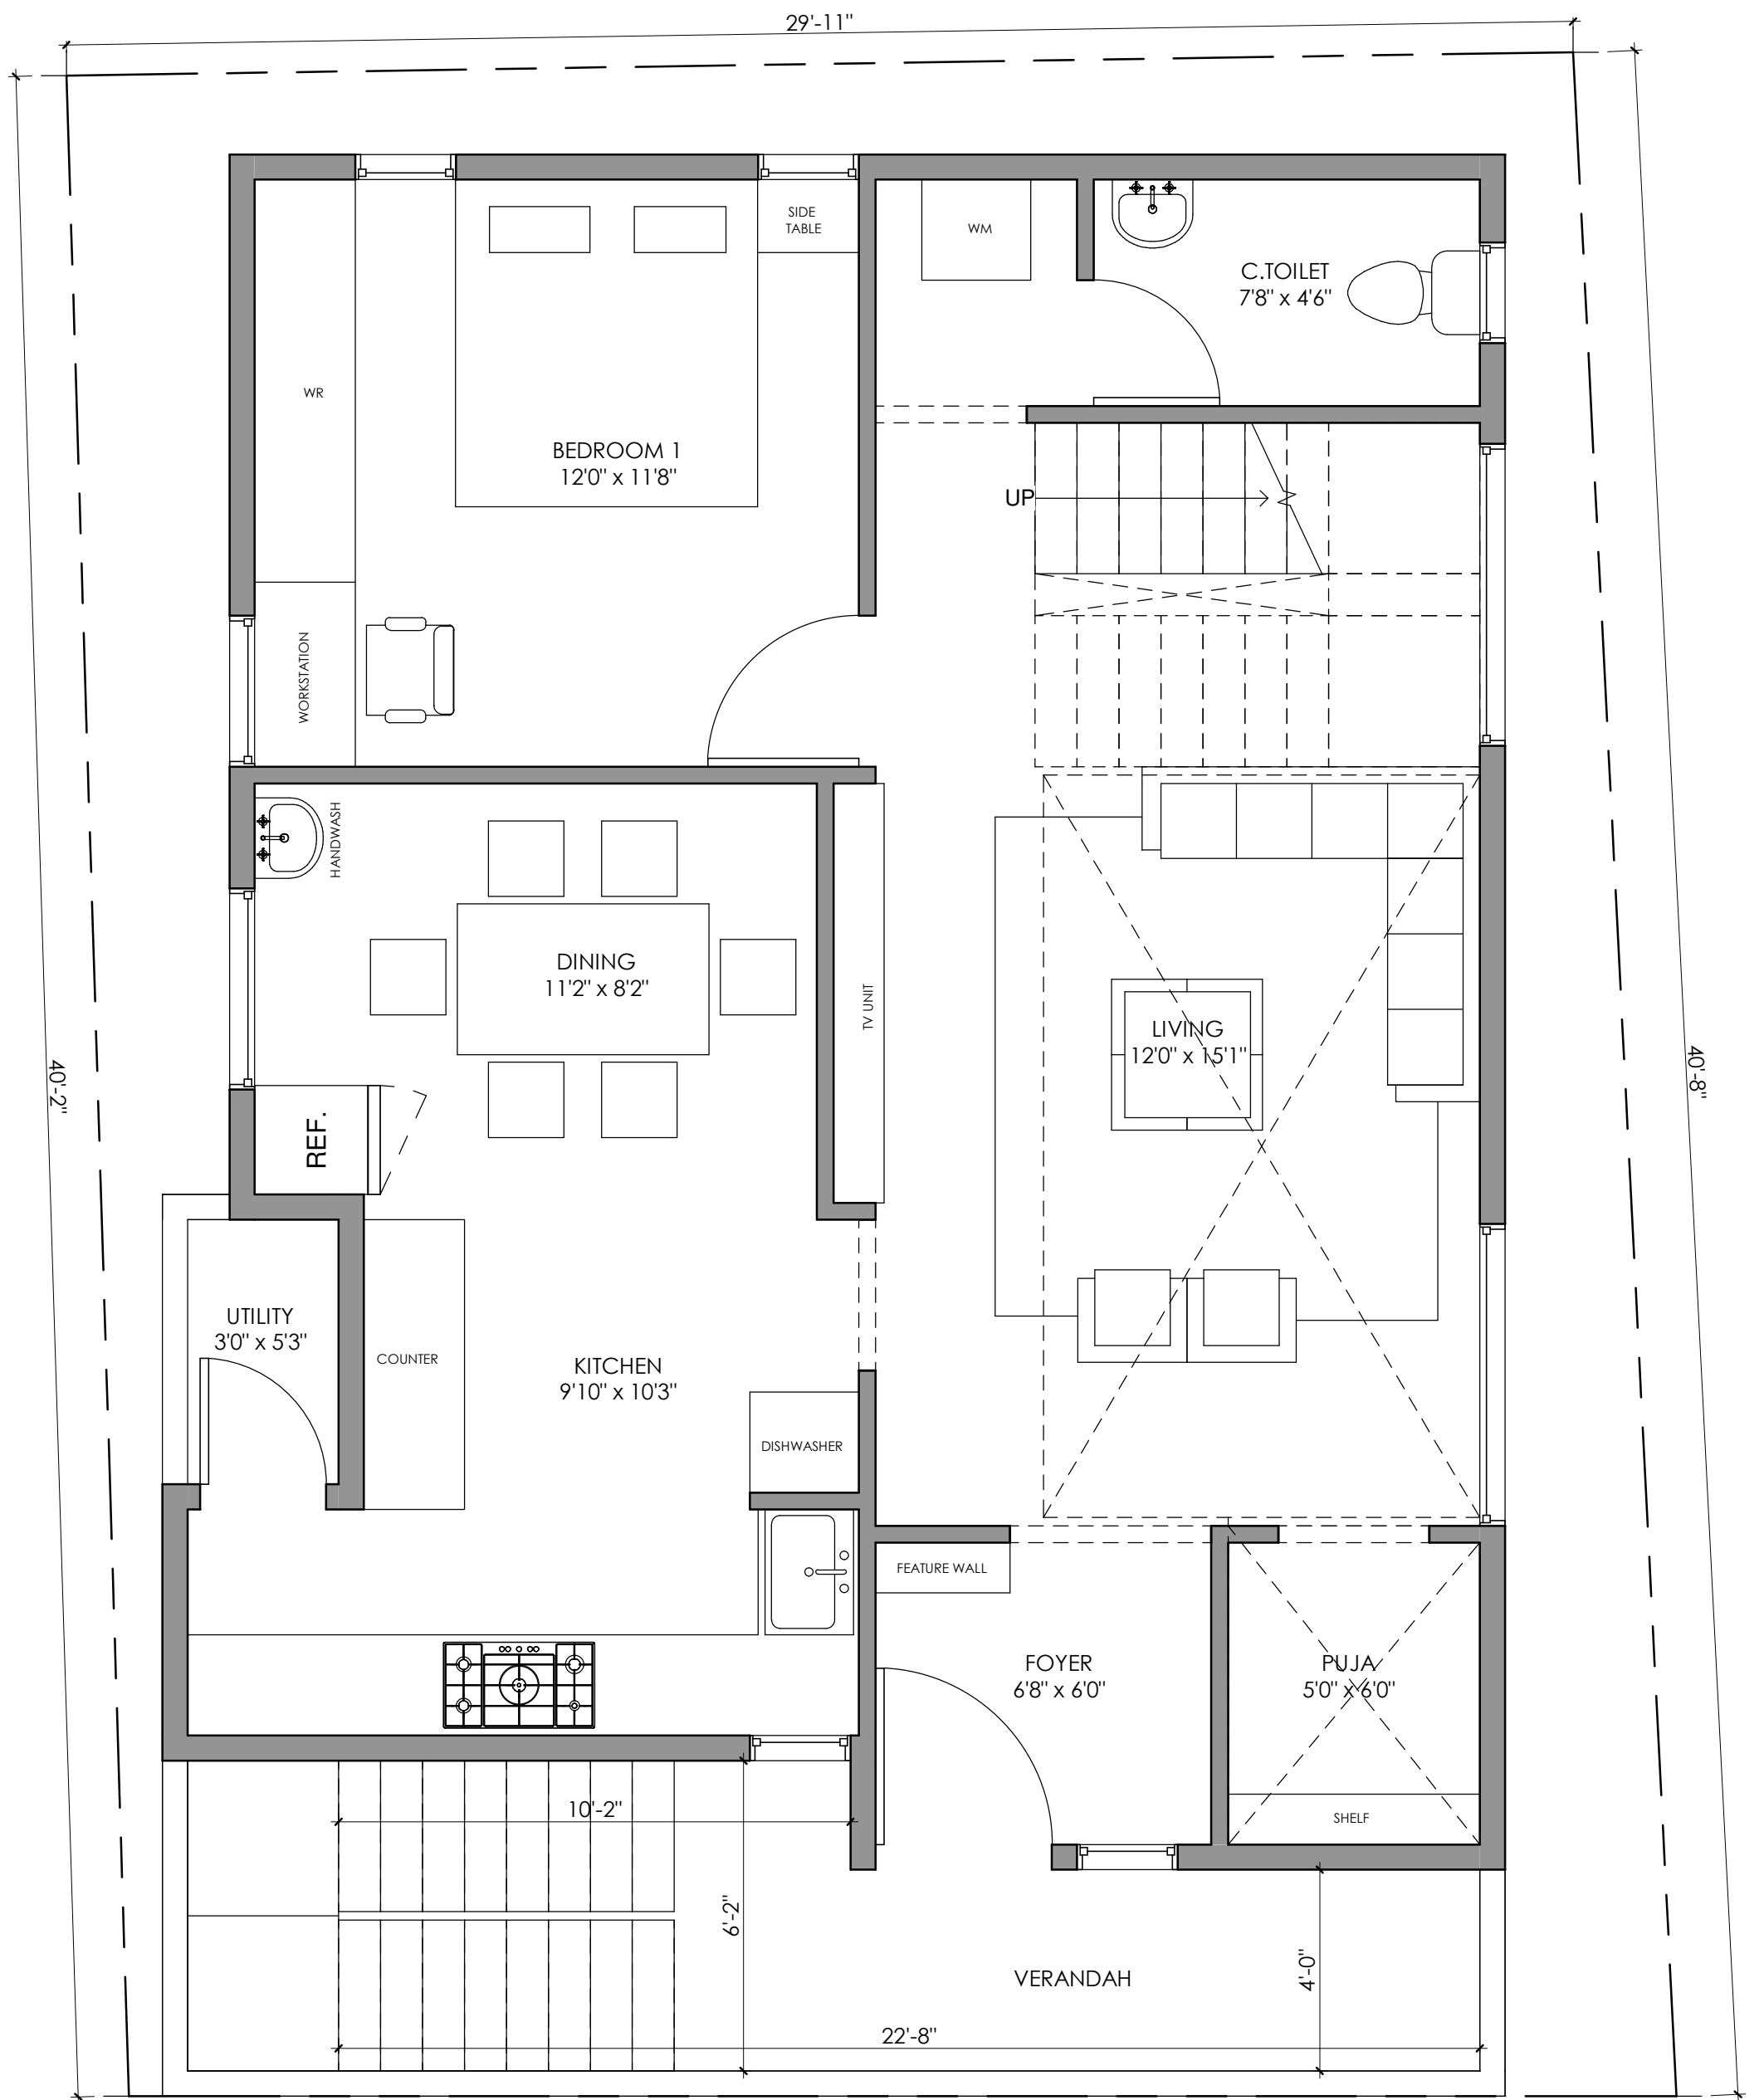 29'-11"
SIDE
TABLE
WM
C.TOILET
7'8" x 4'6"
WR
BEDROOM 1
12'0" x 11'8"
UP
WORKSTATION
HANDWASH
DINING
11'2" x 8'2"
TV UNIT
LIVING
12'0" x 15'1"
40'-2"
40'-8"
REF.
UTILITY
3'0" x 5'3"
COUNTER
KITCHEN
9'10" x 10'3"
DISHWASHER
FEATURE WALL
FOYER
6'8" x 6'0"
PUJA
5'0" x 6'0"
SHELF
10'-2"
6'-2"
4'-0"
VERANDAH
22'-8"